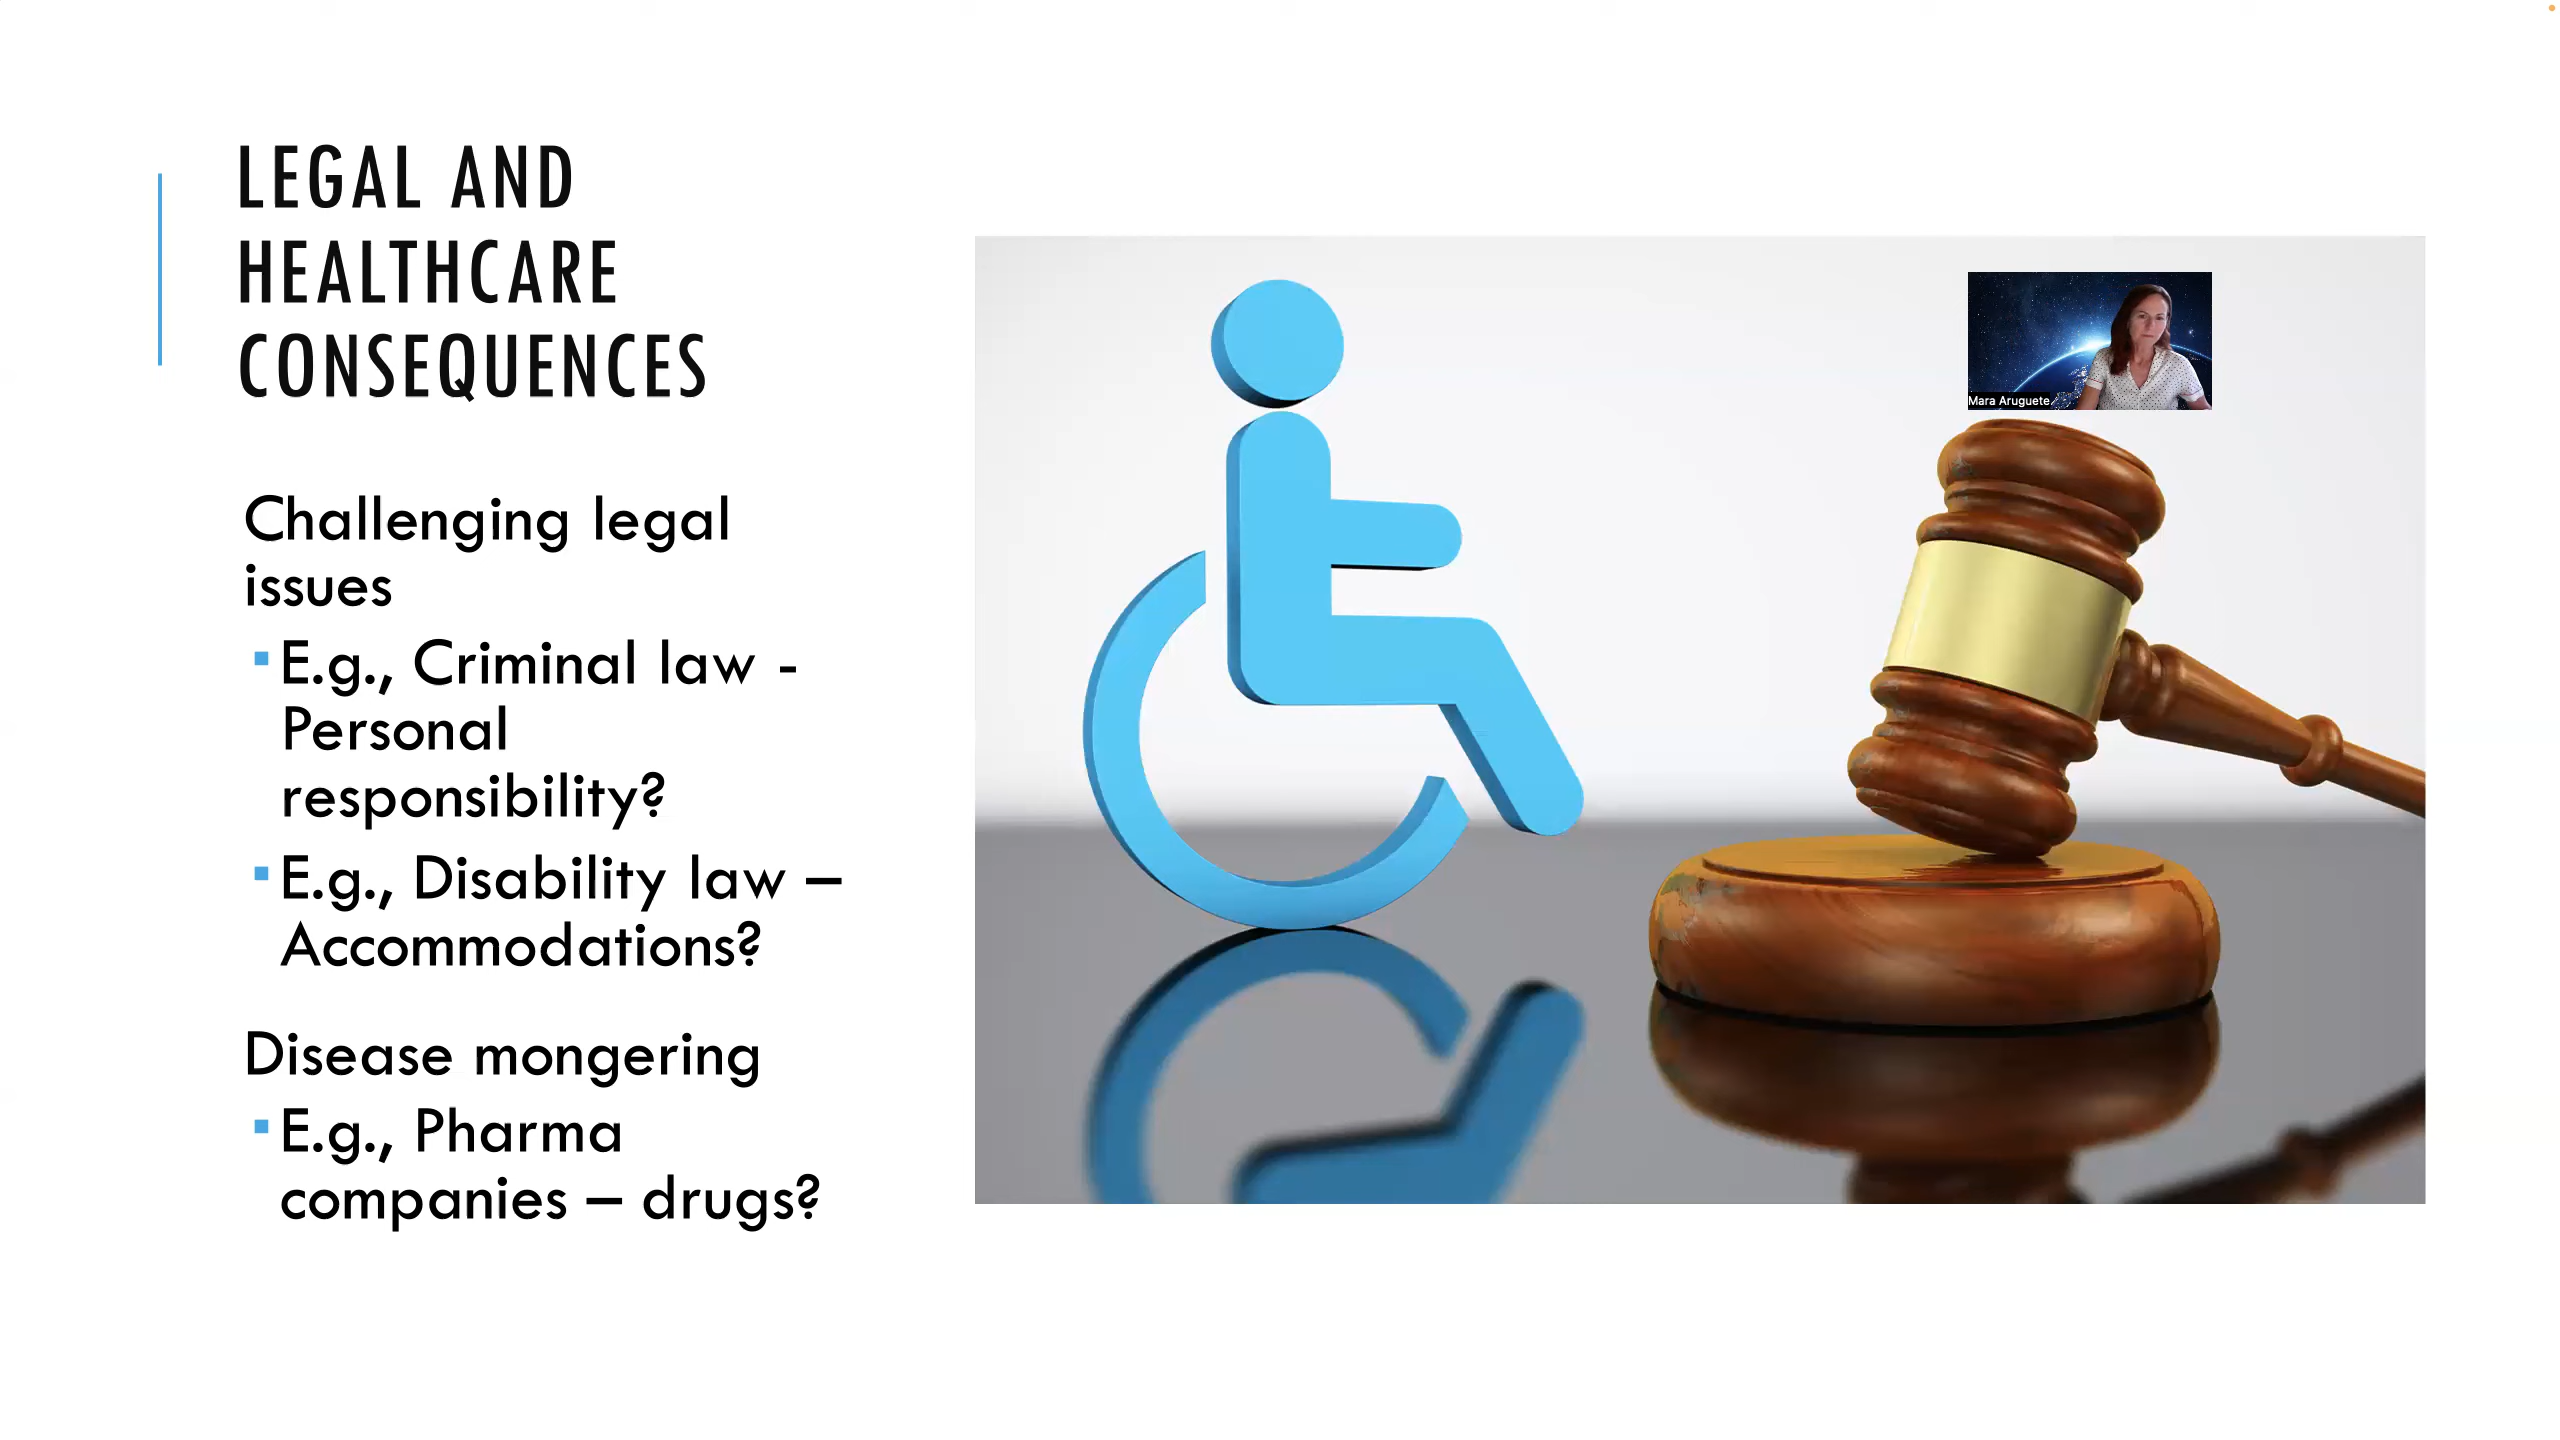 LEGAL AND
HEALTHCARE
CONSEQUENCES
Challenging legal
issues
E.g., Criminal law -
Personal
responsibility?
E.g., Disability law –
Accommodations?
Disease mongering
E.g., Pharma
companies – drugs?
Mara Aruguete